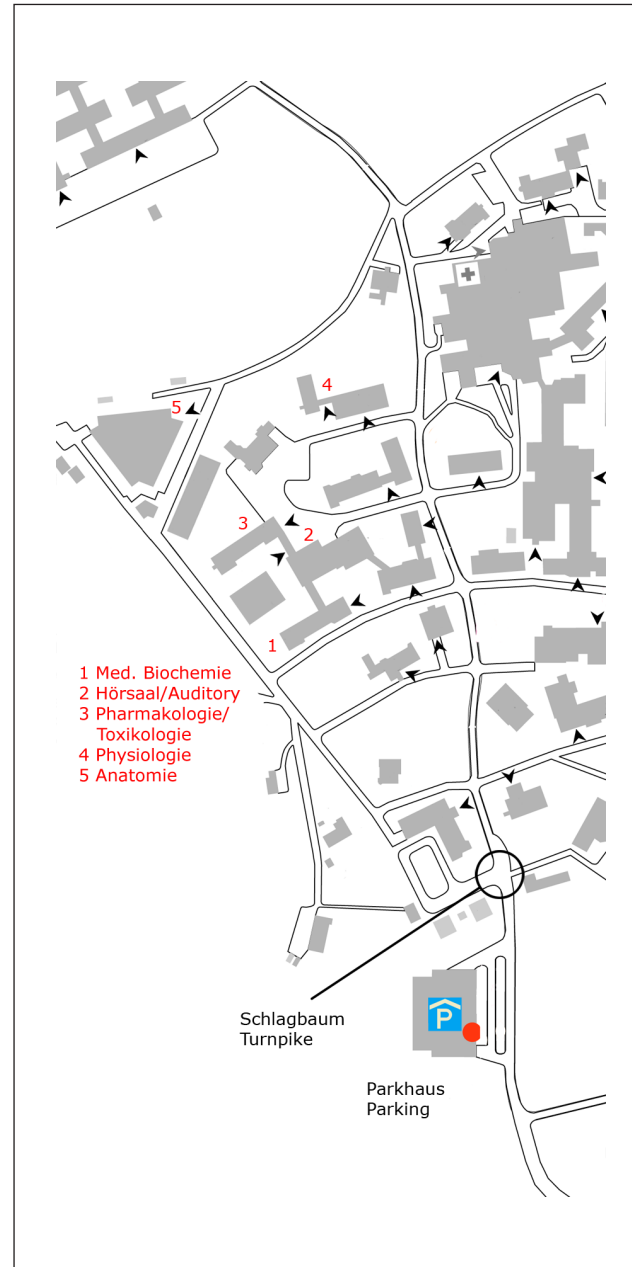 4
5
3
2
1
1 Med. Biochemie
2 Hörsaal/Auditory
3 Pharmakologie/
Toxikologie
4 Physiologie
5 Anatomie
Schlagbaum
Turnpike
P
Parkhaus
Parking